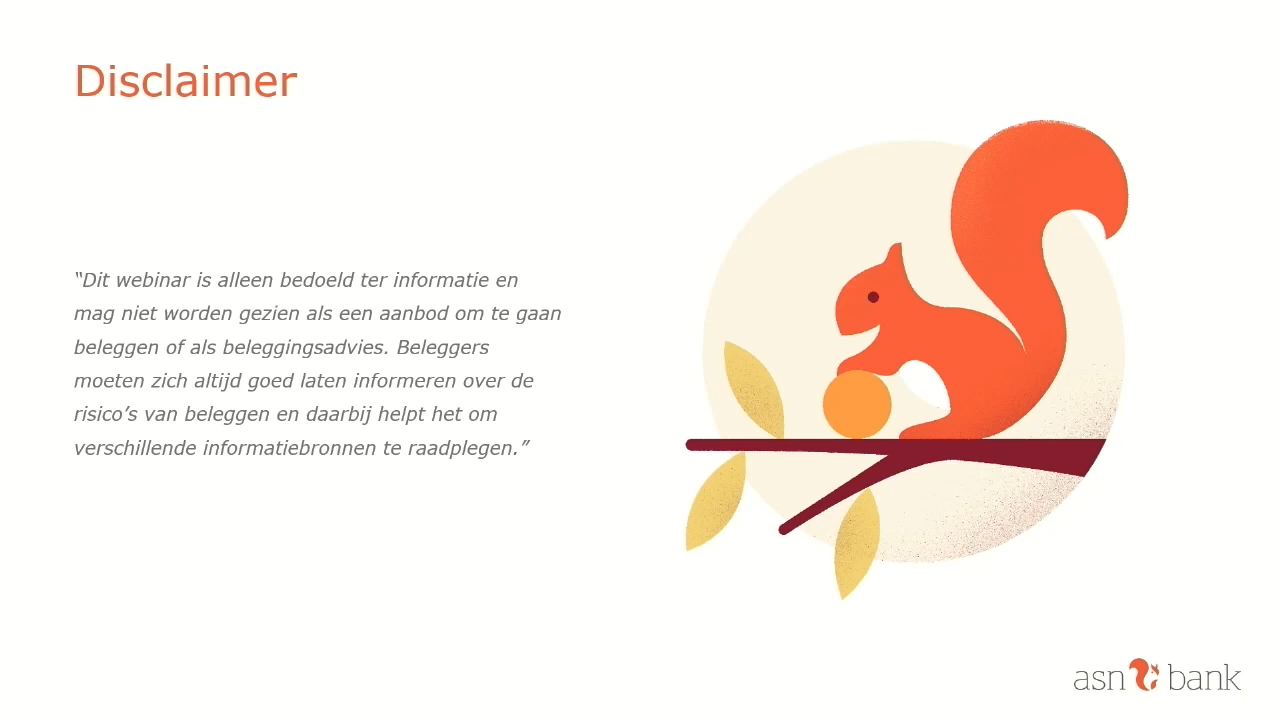 Disclaimer
“Dit webinar is alleen bedoeld ter informatie en
mag niet worden gezien als een aanbod om te gaan
beleggen of als beleggingsadvies. Beleggers
moeten zich altijd goed laten informeren over de
risico’s van beleggen en daarbij helpt het om
verschillende informatiebronnen te raadplegen.”
asn bank